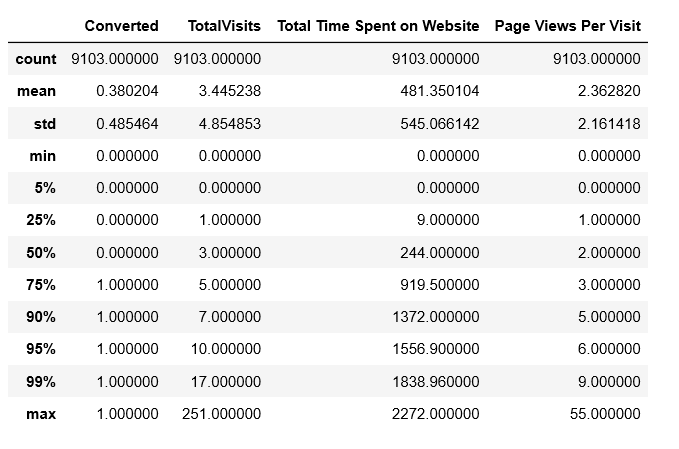 Converted TotalVisits Total Time Spent on Website Page Views Per Visit
count 9103.000000 9103.000000 9103.000000 9103.000000
mean 0.380204 3.445238 481.350104 2.362820
std 0.485464 4.854853 545.066142 2.161418
min 0.000000 0.000000 0.000000 0.000000
5% 0.000000 0.000000 0.000000 0.000000
25% 0.000000 1.000000 9.000000 1.000000
50% 0.000000 3.000000 244.000000 2.000000
75% 1.000000 5.000000 919.500000 3.000000
90% 1.000000 7.000000 1372.000000 5.000000
95% 1.000000 10.000000 1556.900000 6.000000
99% 1.000000 17.000000 1838.960000 9.000000
max 1.000000 251.000000 2272.000000 55.000000